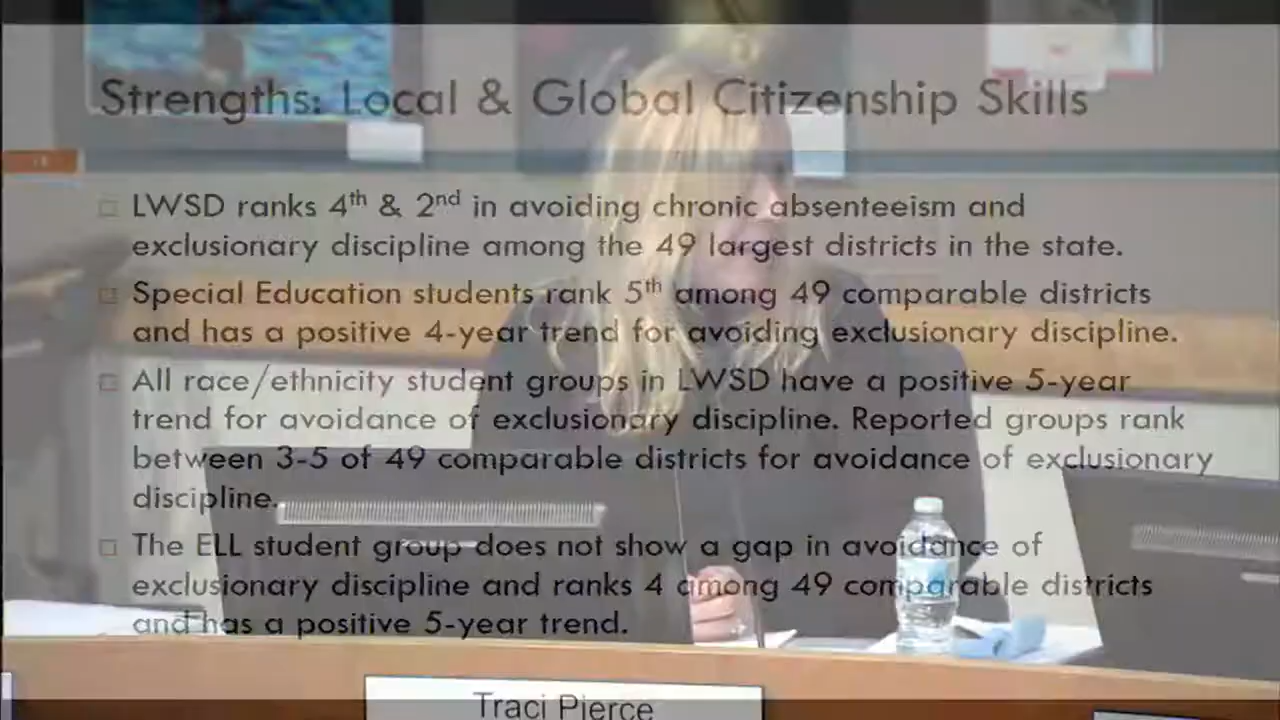 Strengths: Local & Global Citizenship Skills
LWSD ranks 4th & 2nd in avoiding chronic absenteeism and
exclusionary discipline among the 49 largest districts in the state.
Special Education students rank 5th among 49 comparable districts
and has a positive 4-year trend for avoiding exclusionary discipline.
All race/ethnicity student groups in LWSD have a positive 5-year
trend for avoidance of exclusionary discipline. Reported groups rank
between 3-5 of 49 comparable districts for avoidance of exclusionary
discipline.
The ELL student group does not show a gap in avoidance of
exclusionary discipline and ranks 4 among 49 comparable districts
and has a positive 5-year trend.
Traci Pierce